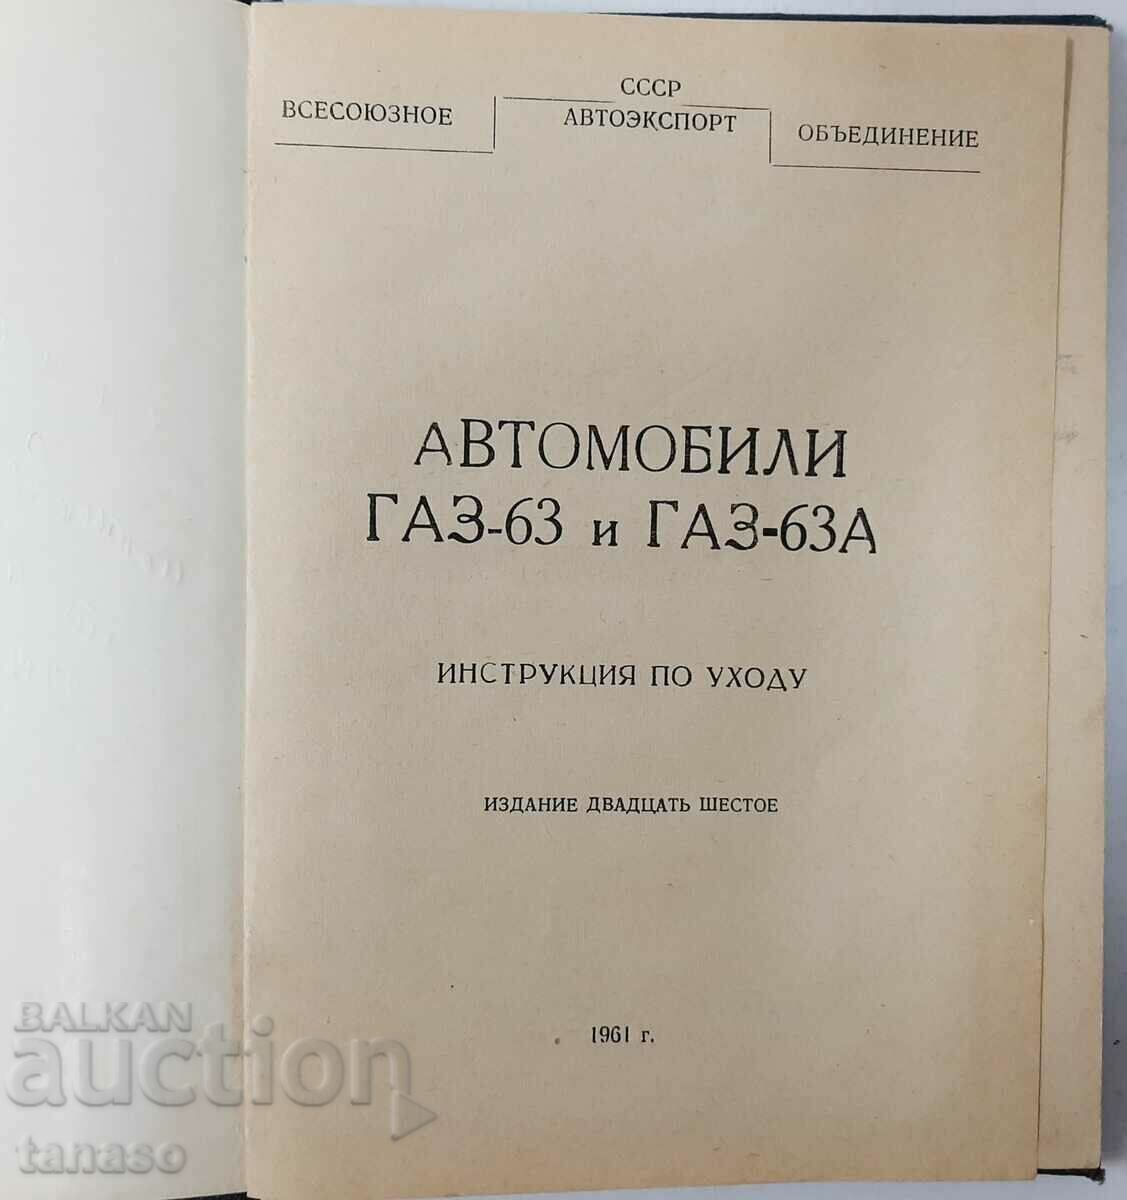 СССР
ВСЕСОЮЗНОЕ АВТОЭКСПОРТ ОБЪЕДИНЕНИЕ
АВТОМОБИЛИ
ГАЗ-63 и ГАЗ-63А
ИНСТРУКЦИЯ ПО УХОДУ
ИЗДАНИЕ ДВАДЦАТЬ ШЕСТОЕ
1961 г.
BALKAN
auction
tanaso